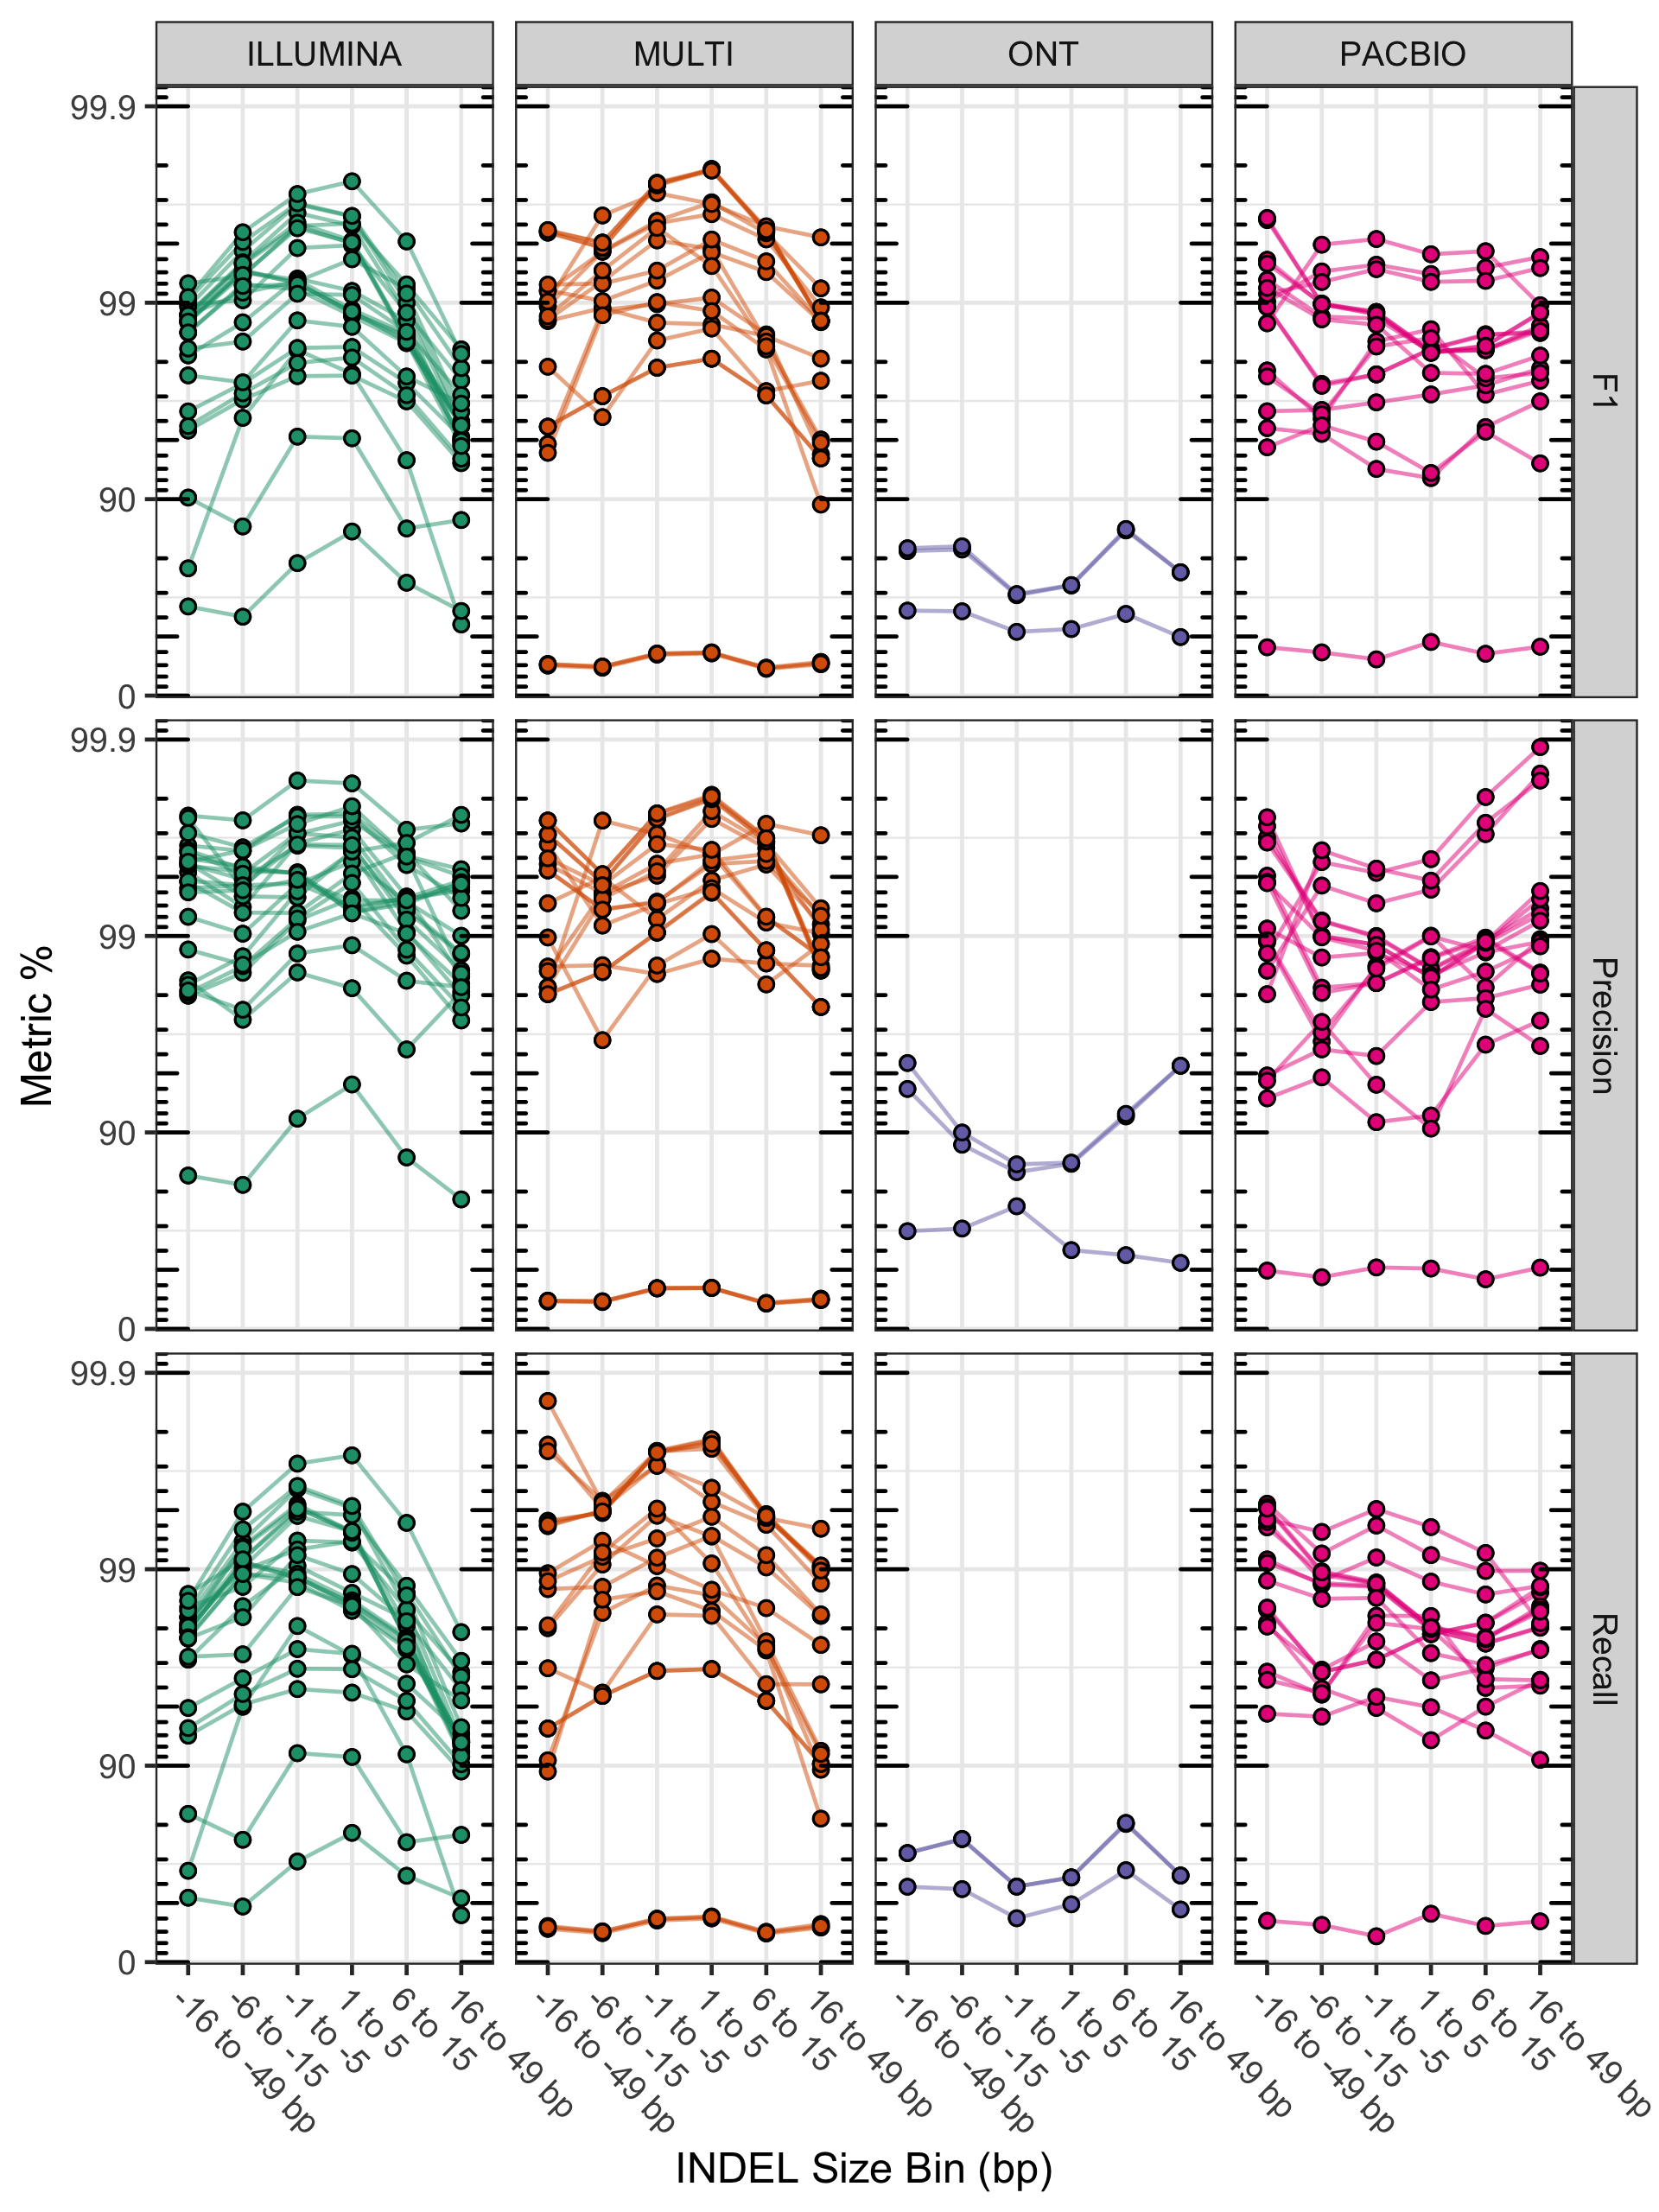 ILLUMINA MULTI ONT PACBIO
99.9
99
90
0
F1
99.9
99
90
0
Precision
99.9
99
90
0
Recall
Metric %
-16 to -49 bp
-6 to -15
-1 to -5
1 to 5
6 to 15
16 to 49 bp
-16 to -49 bp
-6 to -15
-1 to -5
1 to 5
6 to 15
16 to 49 bp
-16 to -49 bp
-6 to -15
-1 to -5
1 to 5
6 to 15
16 to 49 bp
-16 to -49 bp
-6 to -15
-1 to -5
1 to 5
6 to 15
16 to 49 bp
INDEL Size Bin (bp)